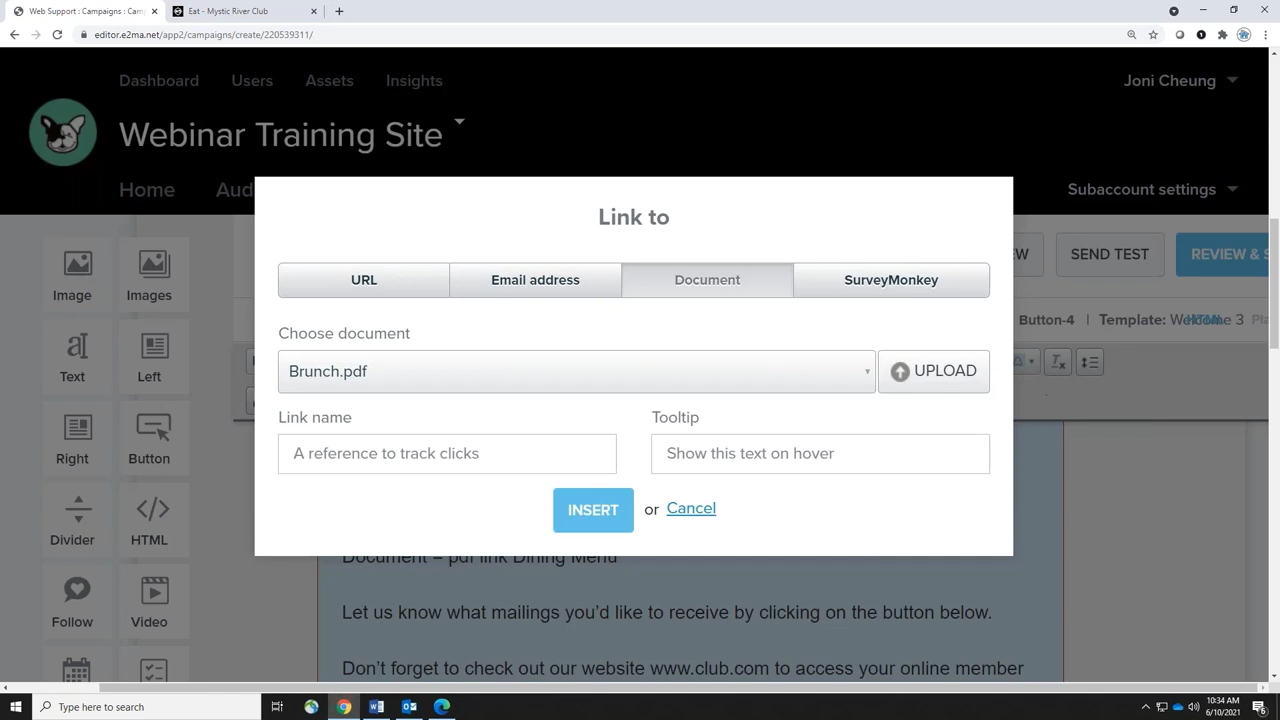 Web Support : Campaigns : Cam
Eat - Mystic River Club
editor.e2ma.net/app2/campaigns/create/220539311/
Dashboard Users Assets Insights
Joni Cheung
Webinar Training Site
Home Aud
Subaccount settings
Link to
URL Email address Document SurveyMonkey
SEND TEST REVIEW & S
Choose document
Button-4 | Template: Welcome 3
HTML
Brunch.pdf
UPLOAD
Link name
Tooltip
A reference to track clicks
Show this text on hover
INSERT or Cancel
Image Images
Text Left
Right Button
Divider HTML
Follow Video
Document = pdf link Dining Menu
Let us know what mailings you'd like to receive by clicking on the button below.
Don't forget to check out our website www.club.com to access your online member
Type here to search
10:34 AM
6/10/2021
6